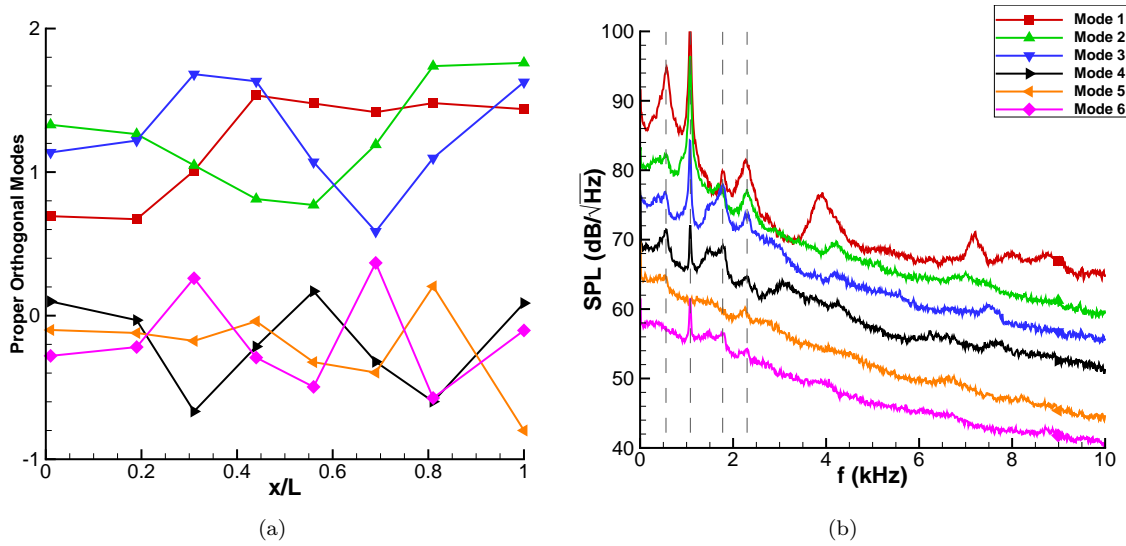 2
1
0
-1
0
0.2
0.4
0.6
0.8
1
x/L
Proper Orthogonal Modes
(a)
Mode 1
Mode 2
Mode 3
Mode 4
Mode 5
Mode 6
100
90
80
70
60
50
40
0
2
4
6
8
10
f (kHz)
SPL (dB/√Hz)
(b)